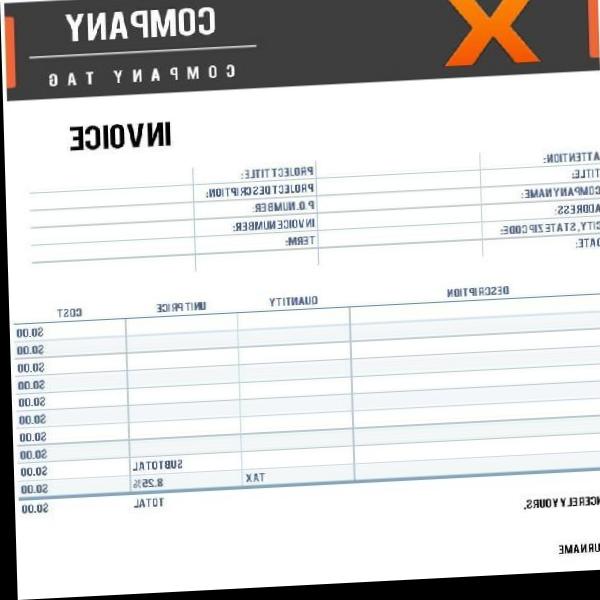 COMPANY
COMPANY TAG
X
INVOICE
ATTENTION: PROJECT TITLE:
TITLE: PROJECT DESCRIPTION:
COMPANY NAME: P.O. NUMBER:
ADDRESS: INVOICE NUMBER:
CITY, STATE ZIP CODE: TERM:
DATE:
DESCRIPTION QUANTITY UNIT PRICE COST
$0.00
$0.00
$0.00
$0.00
$0.00
$0.00
$0.00
$0.00
SUBTOTAL $0.00
TAX 8.25% $0.00
TOTAL $0.00
NCERELY YOURS,
URNAME